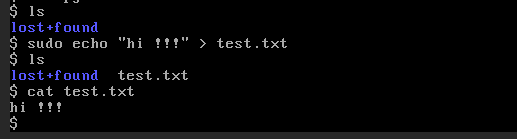 $ ls
lost+found
$ sudo echo "hi !!!" > test.txt
$ ls
lost+found  test.txt
$ cat test.txt
hi !!!
$